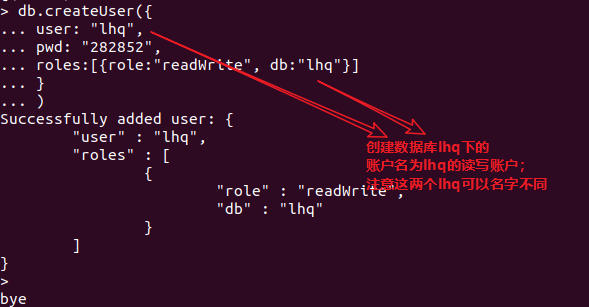 > db.createUser({
... user: "lhq",
... pwd: "282852",
... roles:[{role:"readWrite", db:"lhq"}]
... }
... )
Successfully added user: {
"user" : "lhq",
"roles" : [
{
"role" : "readWrite",
"db" : "lhq"
}
]
}
>
bye
创建数据库lhq下的
账户名为lhq的读写账户；
注意这两个lhq可以名字不同